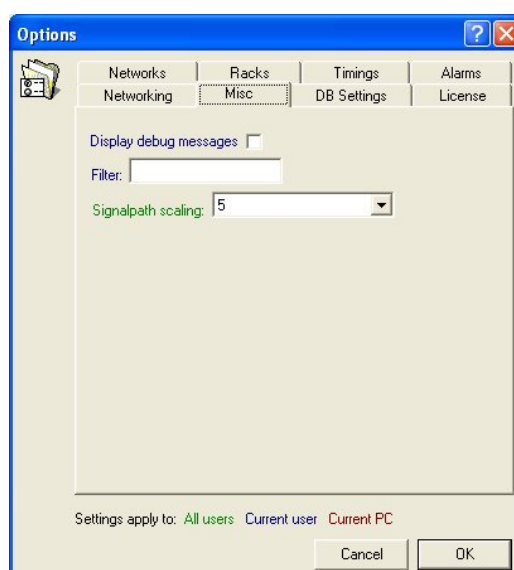 Options
Networks Racks Timings Alarms
Networking Misc DB Settings License
Display debug messages
Filter:
Signalpath scaling: 5
Settings apply to: All users Current user Current PC
Cancel OK